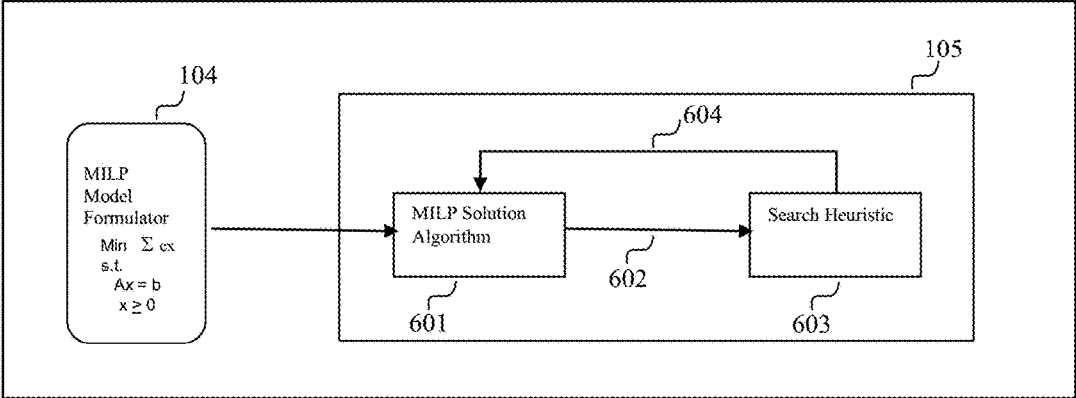 104
105
604
MILP
Model
Formulator
Min Σ cx
s.t.
Ax = b
x ≥ 0
MILP Solution
Algorithm
Search Heuristic
602
601
603